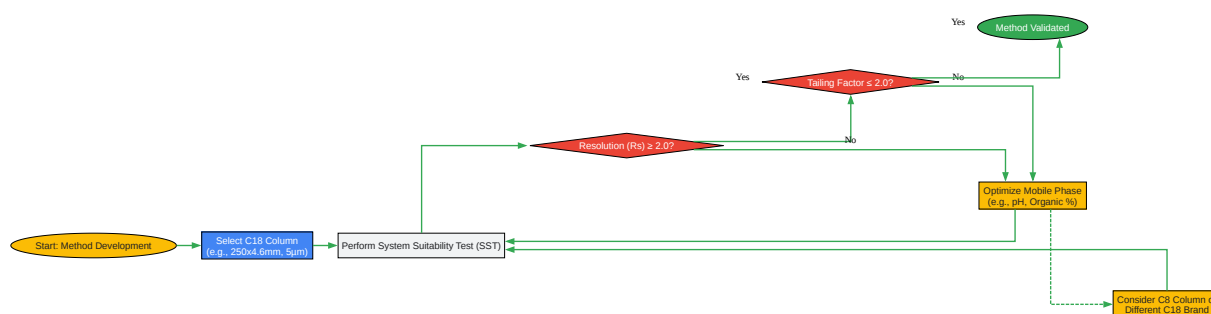 Yes
Method Validated
Yes
Tailing Factor ≤ 2.0?
No
Resolution (Rs) ≥ 2.0?
No
Optimize Mobile Phase
(e.g., pH, Organic %)
Start: Method Development
Select C18 Column
(e.g., 250x4.6mm, 5µm)
Perform System Suitability Test (SST)
Consider C8 Column o
Different C18 Brand